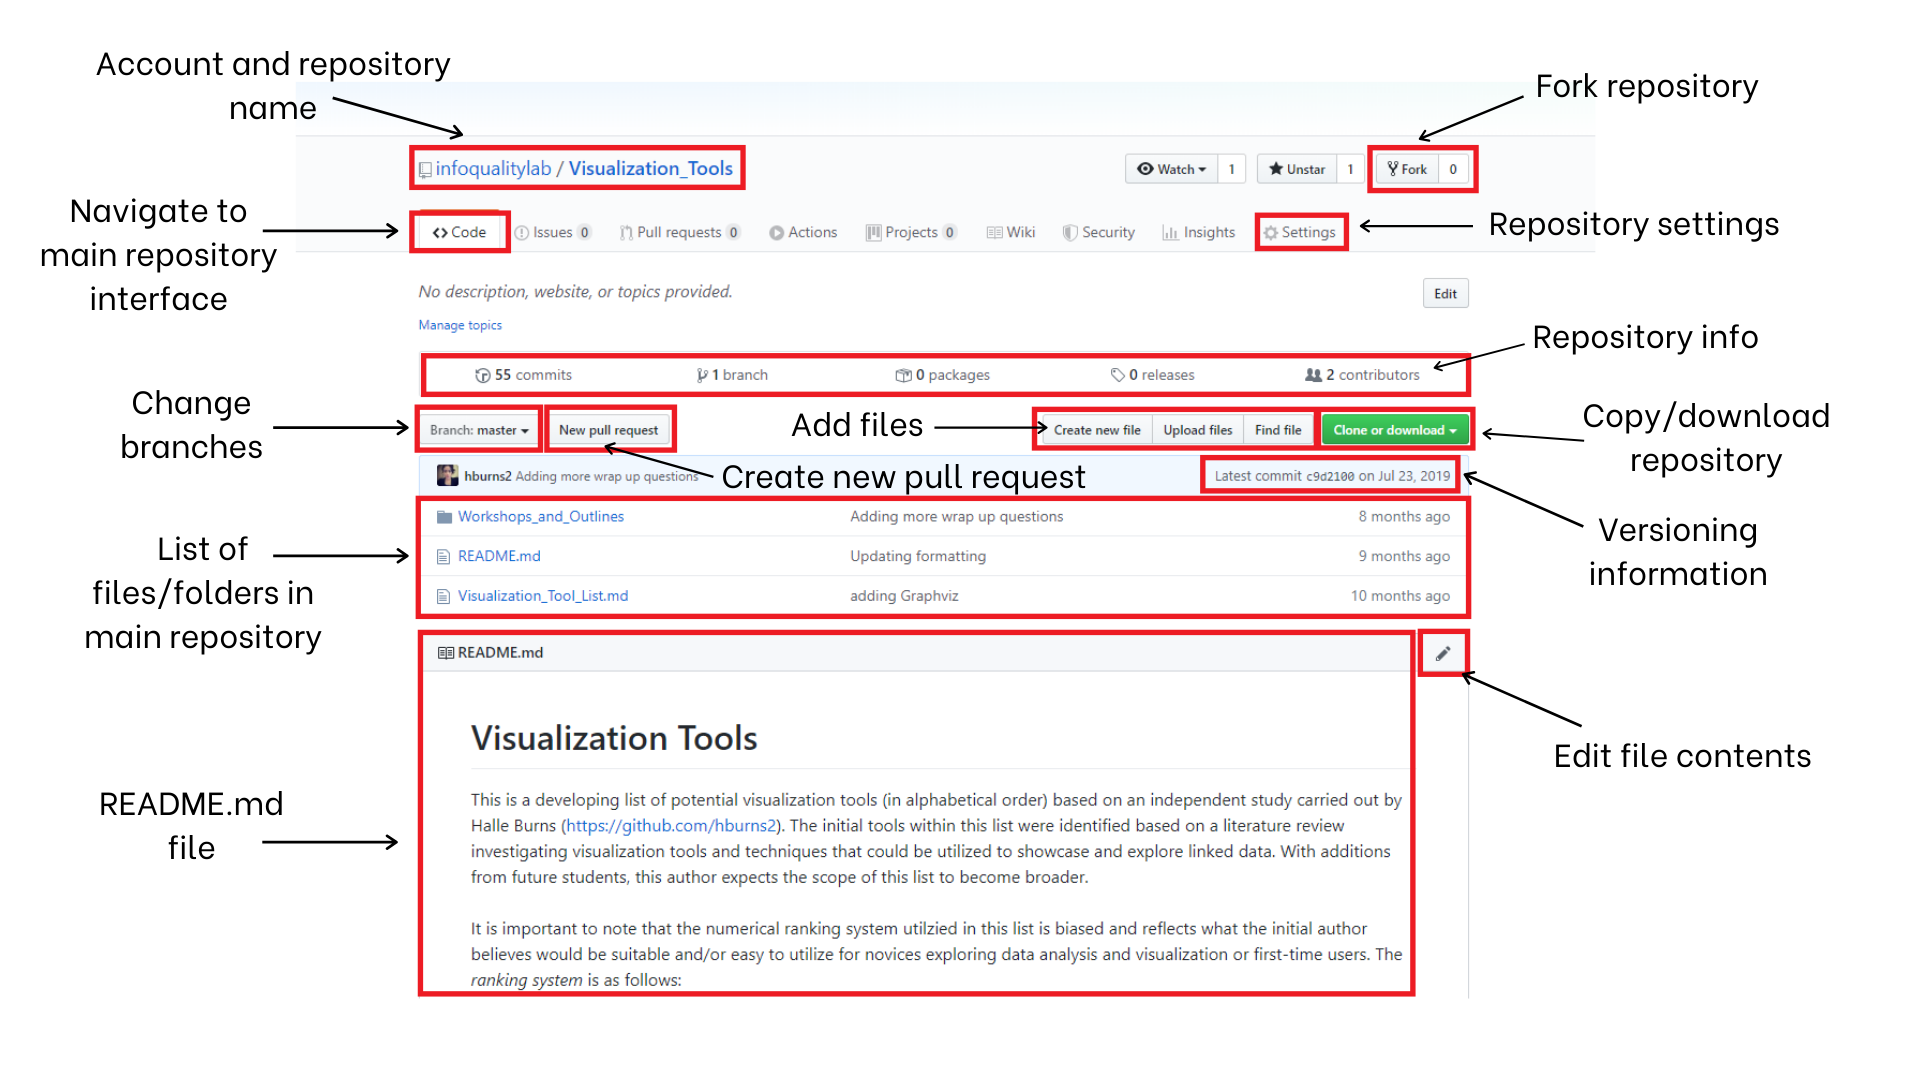 Account and repository
name
Fork repository
infoqualitylab / Visualization_Tools
Watch 1
Unstar 1
Fork 0
Navigate to
main repository
interface
Code
Issues 0
Pull requests 0
Actions
Projects 0
Wiki
Security
Insights
Settings
Repository settings
No description, website, or topics provided.
Edit
Manage topics
Repository info
55 commits
1 branch
0 packages
0 releases
2 contributors
Change
branches
Branch: master
New pull request
Add files
Create new file
Upload files
Find file
Clone or download
Copy/download
repository
hburns2 Adding more wrap up questions
Create new pull request
Latest commit c9d2100 on Jul 23, 2019
Versioning
information
List of
files/folders in
main repository
Workshops_and_Outlines Adding more wrap up questions 8 months ago
README.md Updating formatting 9 months ago
Visualization_Tool_List.md adding Graphviz 10 months ago
README.md
Edit file contents
README.md
file
Visualization Tools
This is a developing list of potential visualization tools (in alphabetical order) based on an independent study carried out by
Halle Burns (https://github.com/hburns2). The initial tools within this list were identified based on a literature review
investigating visualization tools and techniques that could be utilized to showcase and explore linked data. With additions
from future students, this author expects the scope of this list to become broader.
It is important to note that the numerical ranking system utilzied in this list is biased and reflects what the initial author
believes would be suitable and/or easy to utilize for novices exploring data analysis and visualization or first-time users. The
ranking system is as follows: